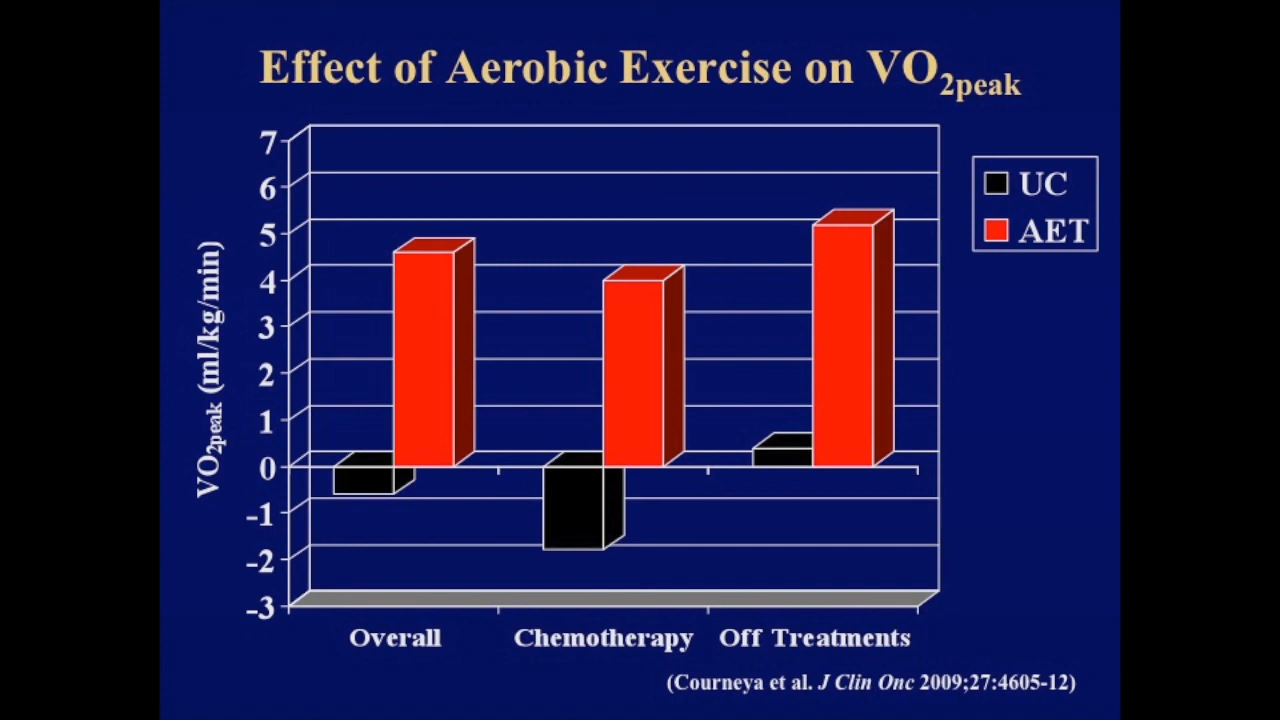 Effect of Aerobic Exercise on VO2peak
7
6
5
4
3
2
1
0
-1
-2
-3
VO2peak (ml/kg/min)
UC
AET
Overall Chemotherapy Off Treatments
(Courneya et al. J Clin Onc 2009;27:4605-12)